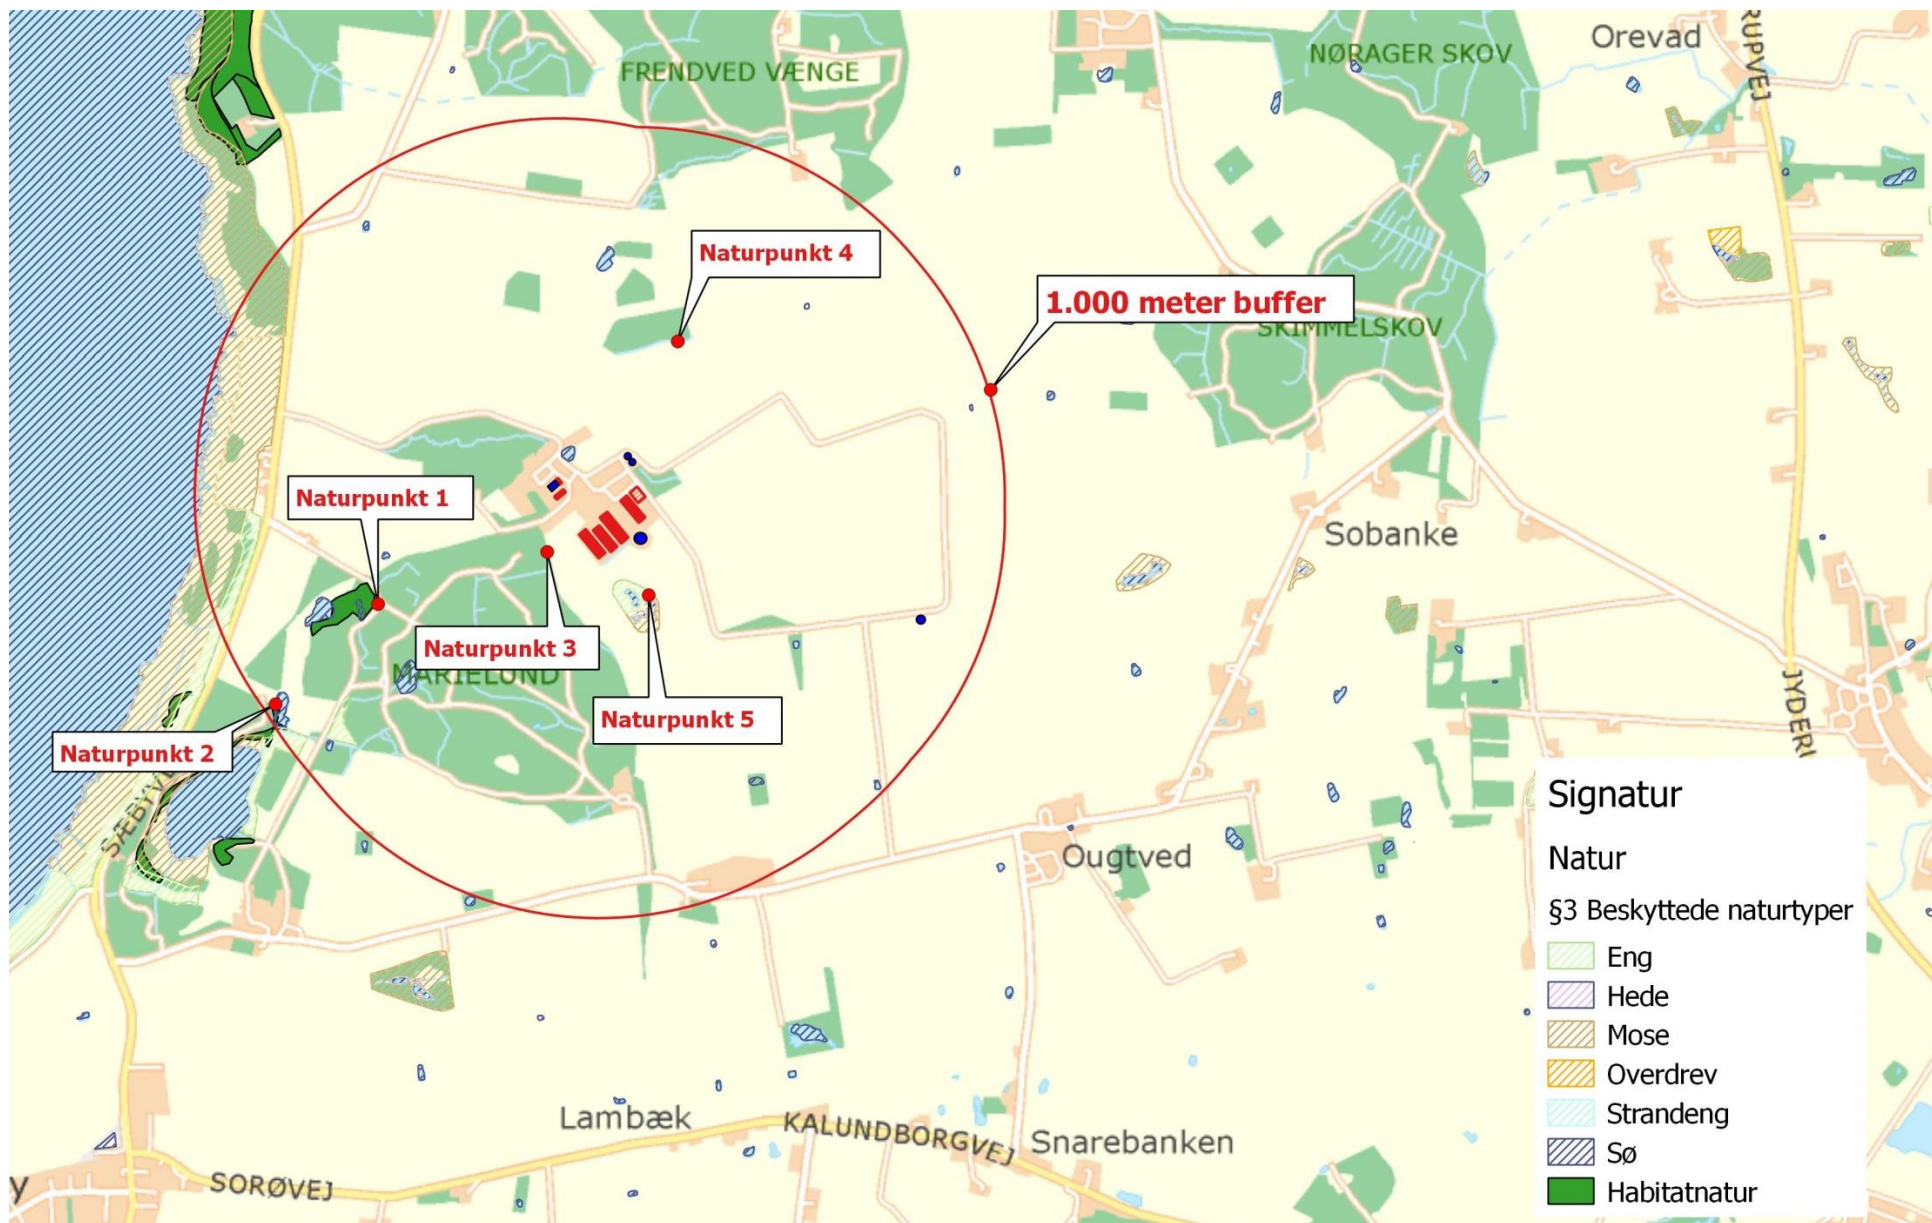 Orevad
RUPVEJ
NØRAGER SKOV
FRENDVED VÆNGE
Naturpunkt 4
1.000 meter buffer
SKIMMELSKOV
Naturpunkt 1
Sobanke
Naturpunkt 3
MARIELUND
Naturpunkt 5
Naturpunkt 2
JYDER
SÆBYV
Ougtved
Signatur
Natur
§3 Beskyttede naturtyper
Eng
Hede
Mose
Overdrev
Strandeng
Sø
Habitatnatur
Lambæk
KALUNDBORGVEJ
Snarebanken
SORØVEJ
y